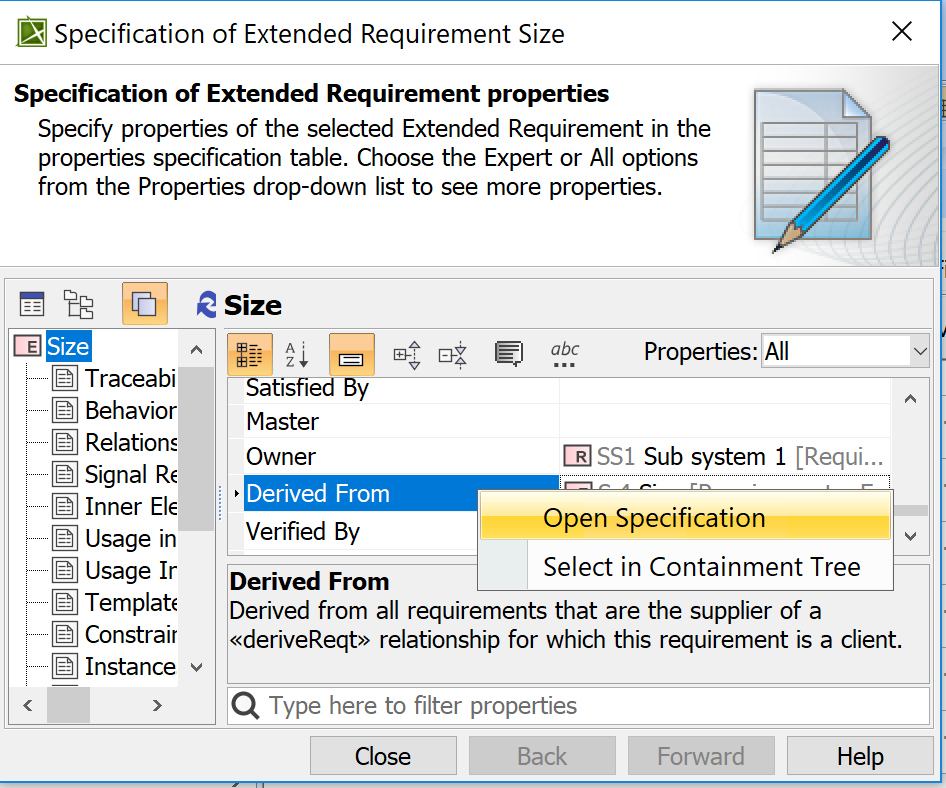 Specification of Extended Requirement Size
Specification of Extended Requirement properties
Specify properties of the selected Extended Requirement in the
properties specification table. Choose the Expert or All options
from the Properties drop-down list to see more properties.
Size
E Size
Traceabi
Behavior
Relations
Signal Re
Inner Ele
Usage in
Usage In
Template
Constrain
Instance
A Z
abc
Properties: All
Satisfied By
Master
Owner
R SS1 Sub system 1 [Requi...
Derived From
Verified By
Open Specification
Select in Containment Tree
Derived From
Derived from all requirements that are the supplier of a
«deriveReqt» relationship for which this requirement is a client.
Type here to filter properties
Close
Back
Forward
Help